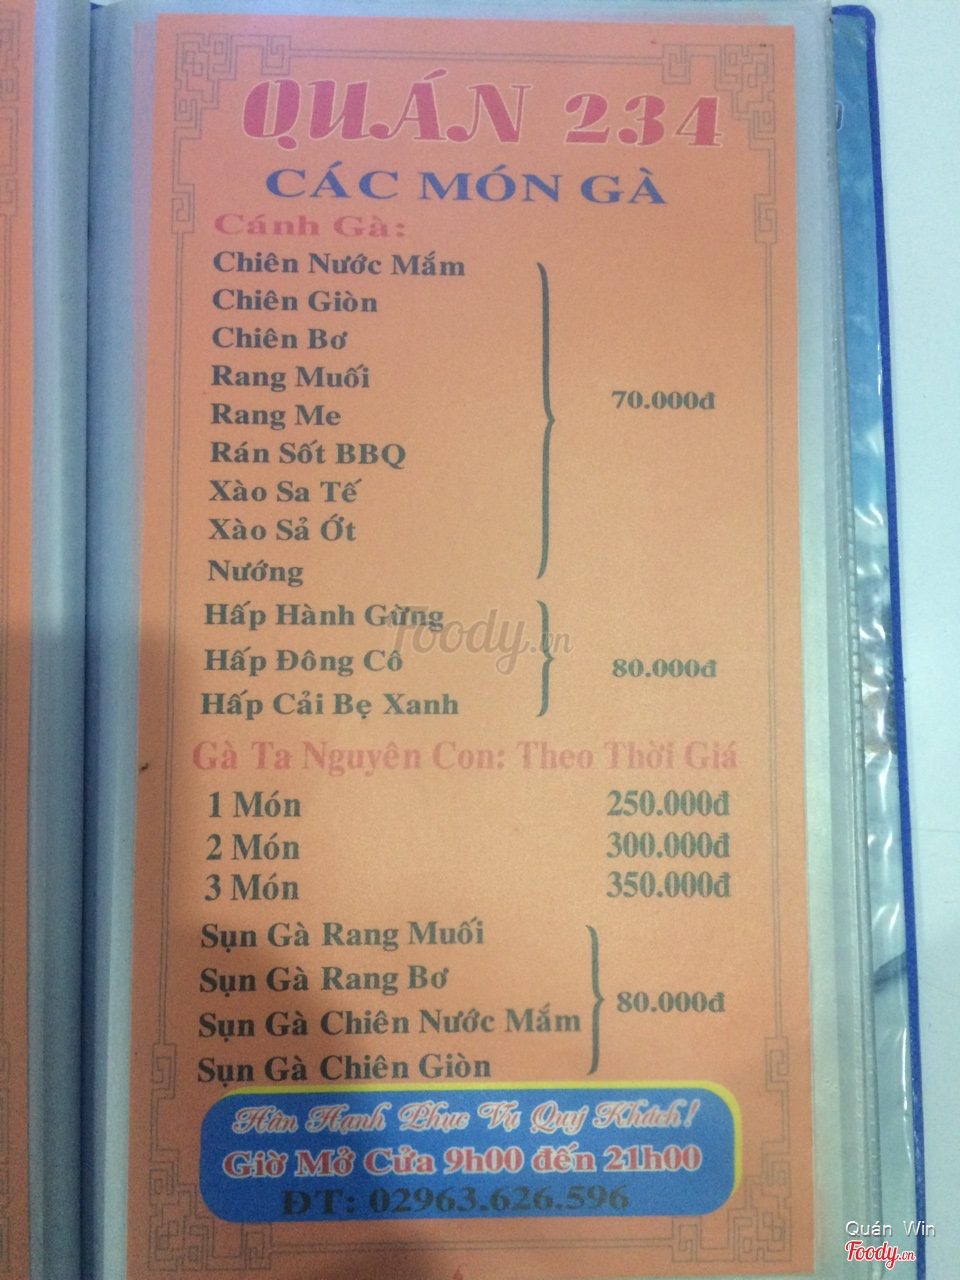 QUÁN 234
CÁC MÓN GÀ
Cánh Gà:
Chiên Nước Mắm
Chiên Giòn
Chiên Bơ
Rang Muối
Rang Me
70.000đ
Rán Sốt BBQ
Xào Sa Tế
Xào Sả Ớt
Nướng
Hấp Hành Gừng
Hấp Đông Cô
80.000đ
Hấp Cải Bẹ Xanh
Foody.vn
Gà Ta Nguyên Con: Theo Thời Giá
1 Món 250.000đ
2 Món 300.000đ
3 Món 350.000đ
Sụn Gà Rang Muối
Sụn Gà Rang Bơ
80.000đ
Sụn Gà Chiên Nước Mắm
Sụn Gà Chiên Giòn
Hân Hạnh Phục Vụ Quý Khách!
Giờ Mở Cửa 9h00 đến 21h00
ĐT: 02963.626.596
Quán Win
Foody.vn